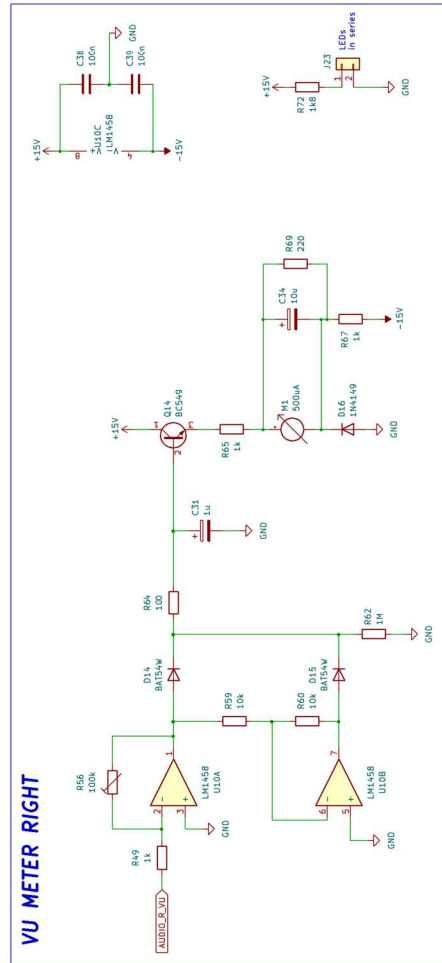 VU METER RIGHT
AUDIO_R_VU
R49
1k
R56
100k
2
3
1
-
+
LM1458
U10A
GND
D14
BAT54W
R59
10k
R60
10k
6
5
7
-
+
LM1458
U10B
GND
D15
BAT54W
R62
1M
GND
R64
100
C31
1u
+
GND
+15V
Q14
BC549
1
2
3
R65
1k
M1
500uA
+
D16
1N4149
GND
C34
10u
+
R69
220
R67
1k
-15V
+15V
8
V+
U10C
LM1458
V-
4
-15V
C38
100n
C39
100n
GND
+15V
R72
1k8
J23
1
2
LEDs
in series
GND